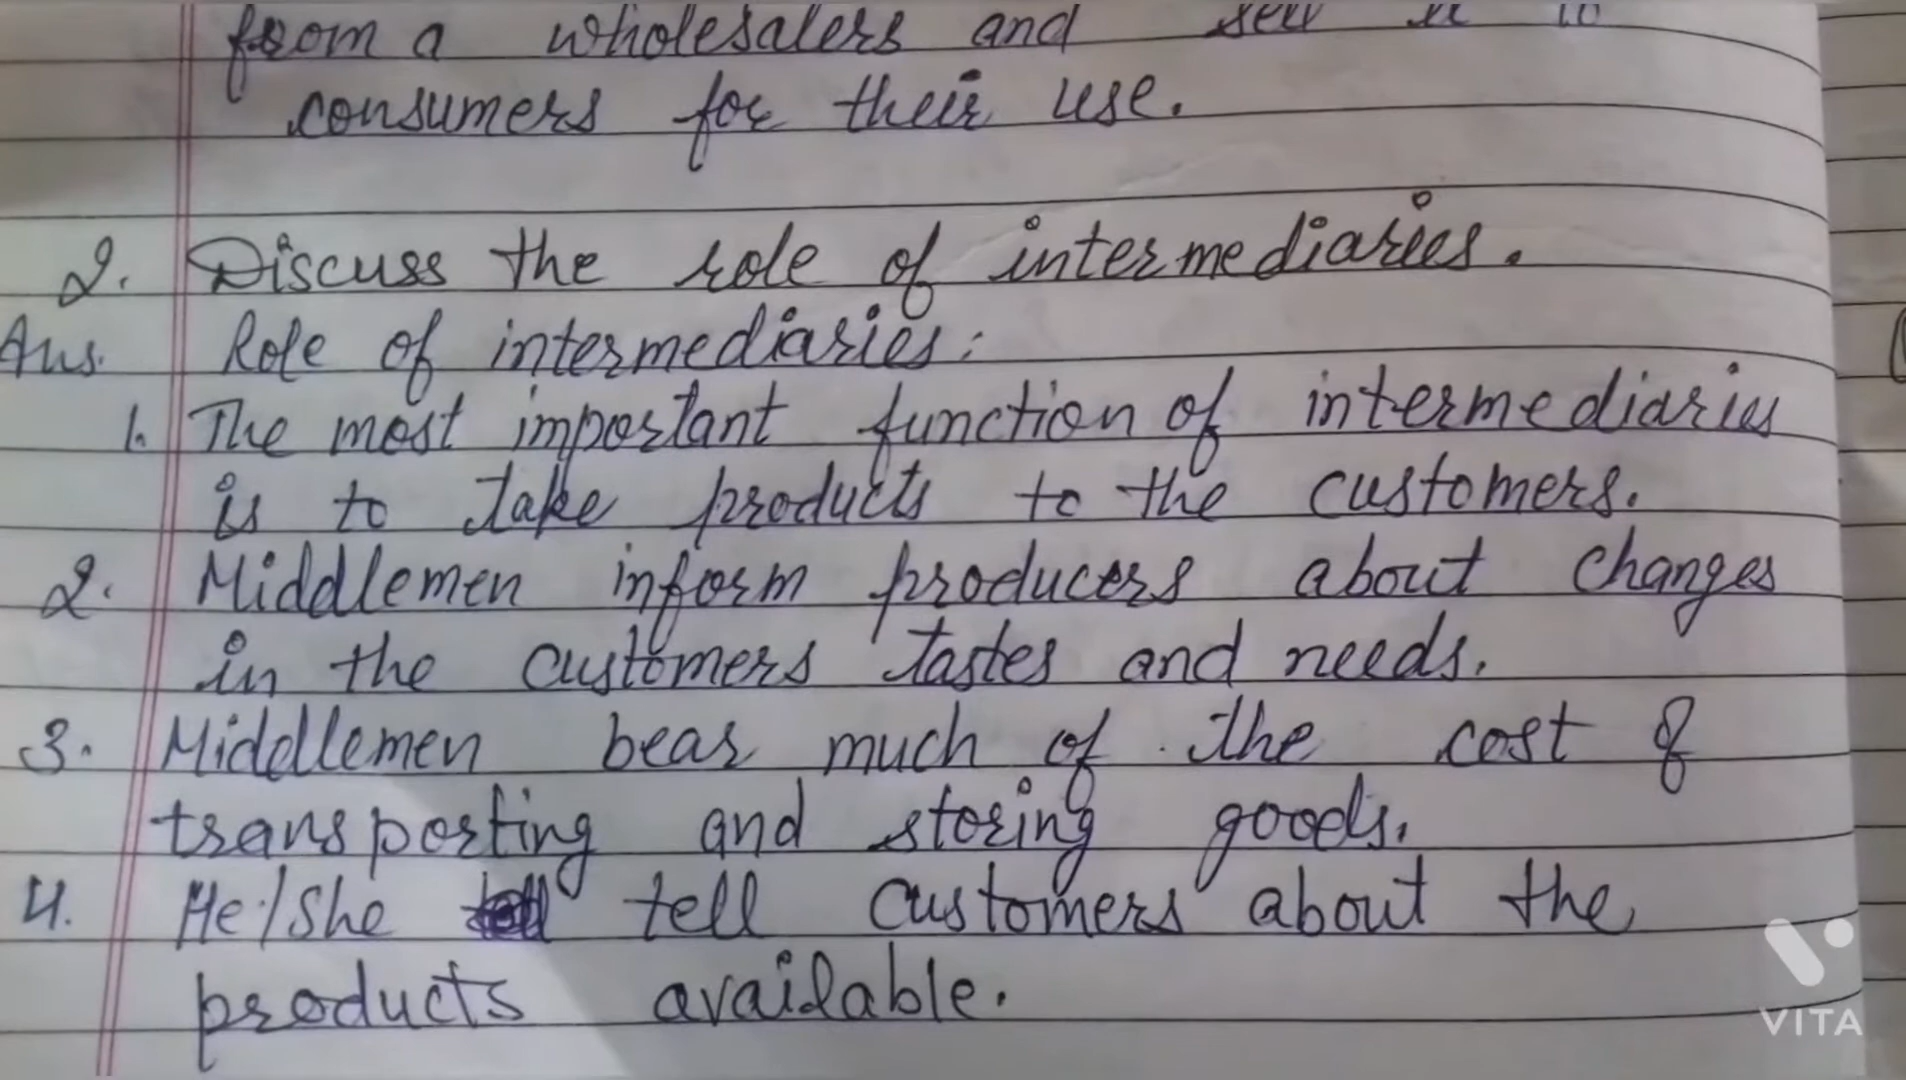 from a wholesalers and sell it to
consumers for their use.
2. Discuss the role of intermediaries.
Ans. Role of intermediaries:
1. The most important function of intermediaries
is to take products to the customers.
2. Middlemen inform producers about changes
in the customers tastes and needs.
3. Middlemen bear much of the cost of
transporting and storing goods.
4. He/She tell customers about the
products available.
VITA